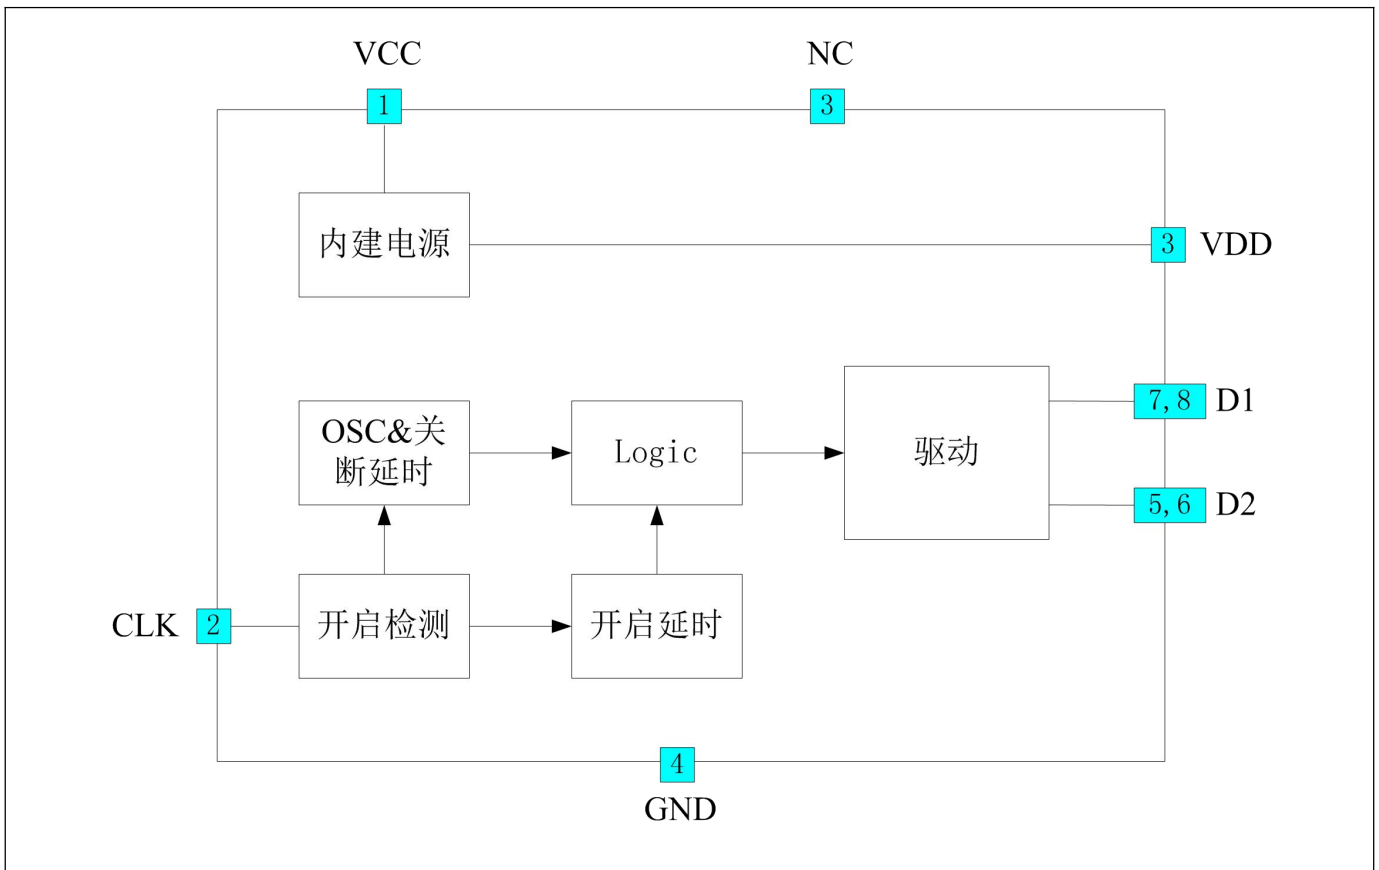 VCC
NC
1
3
内建电源
3 VDD
OSC&关
断延时
Logic
驱动
7,8 D1
5,6 D2
CLK 2
开启检测
开启延时
4
GND